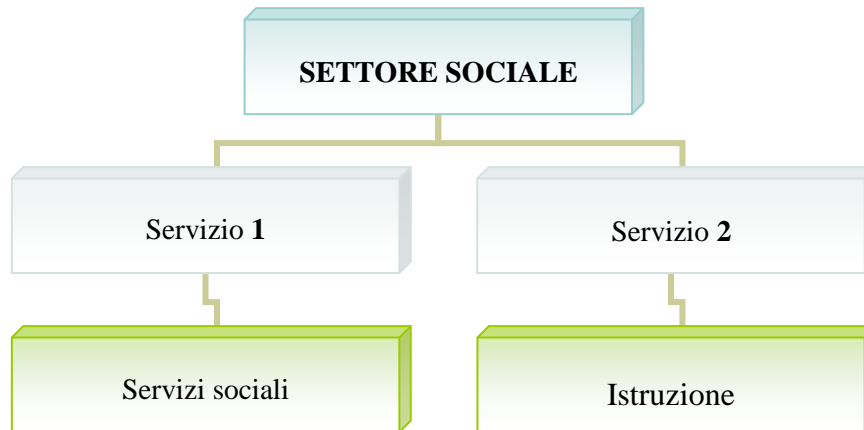 SETTORE SOCIALE
Servizio 1
Servizio 2
Servizi sociali
Istruzione